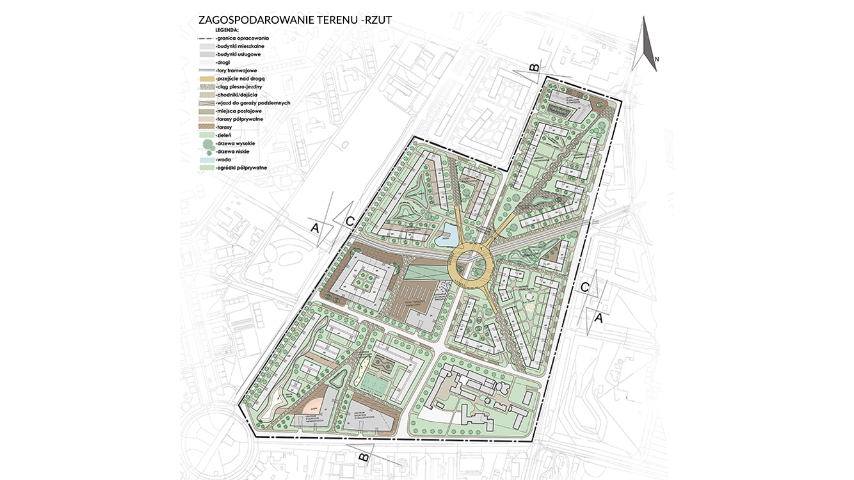 ZAGOSPODAROWANIE TERENU -RZUT
LEGENDA:
-granica opracowania
-budynki mieszkalne
-budynki usługowe
-drogi
-tory tramwajowe
-przejście nad drogą
-ciąg pieszo-jezdny
-chodniki/dojścia
-wjazd do garaży podziemnych
-miejsca postojowe
-tarasy półprywatne
-tarasy
-zieleń
-drzewa wysokie
-drzewa niskie
-woda
-ogródki półprywatne
N
B
A
C
C
A
B